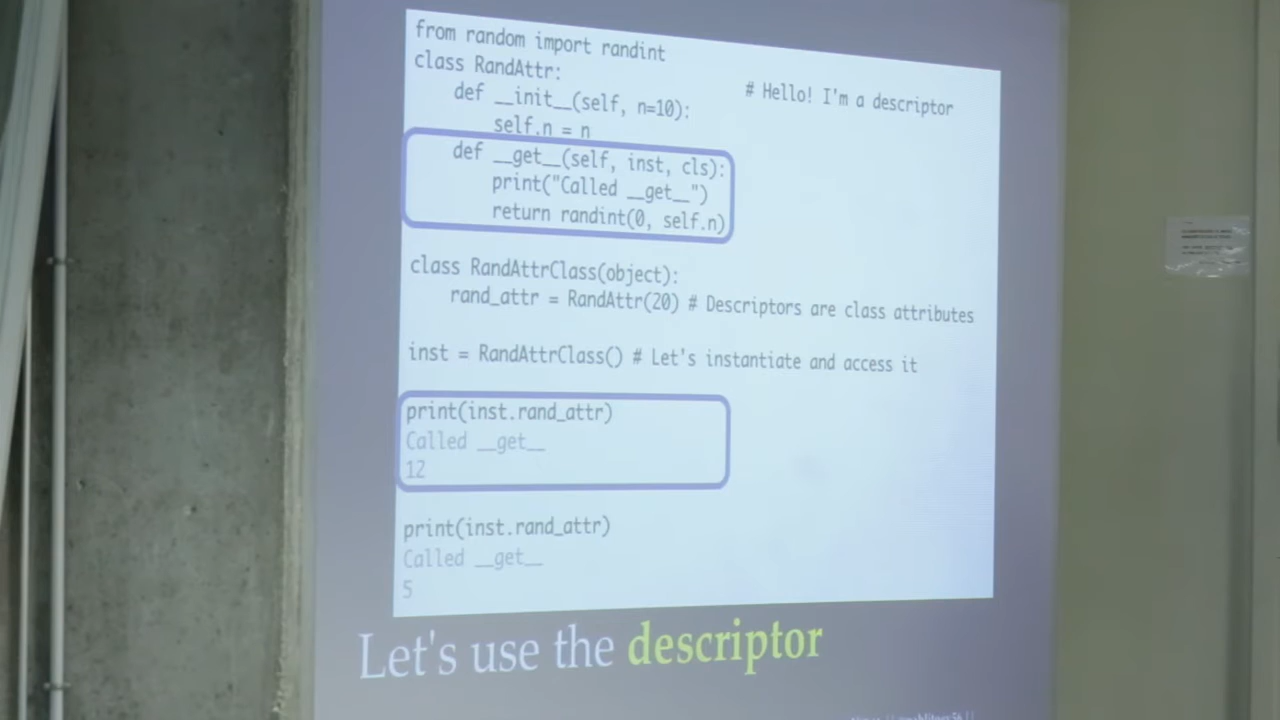 from random import randint
class RandAttr:
    def __init__(self, n=10): # Hello! I'm a descriptor
        self.n = n
    def __get__(self, inst, cls):
        print("Called __get__")
        return randint(0, self.n)
class RandAttrClass(object):
    rand_attr = RandAttr(20) # Descriptors are class attributes
inst = RandAttrClass() # Let's instantiate and access it
print(inst.rand_attr)
Called __get__
12
print(inst.rand_attr)
Called __get__
5
Let's use the descriptor